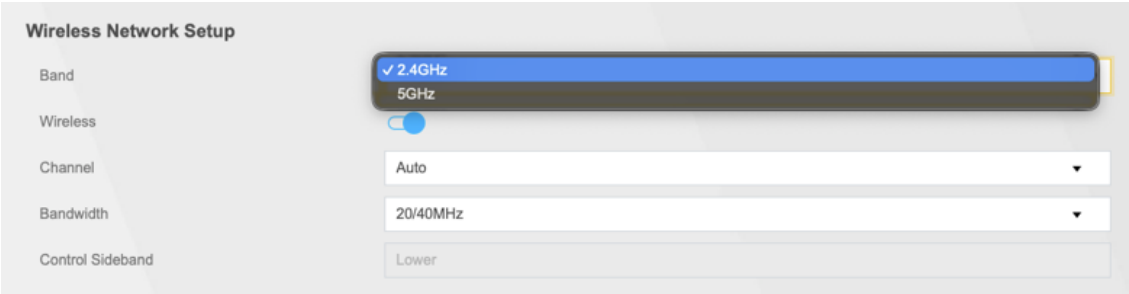 Wireless Network Setup
Band
✓ 2.4GHz
5GHz
Wireless
Channel Auto
Bandwidth 20/40MHz
Control Sideband Lower